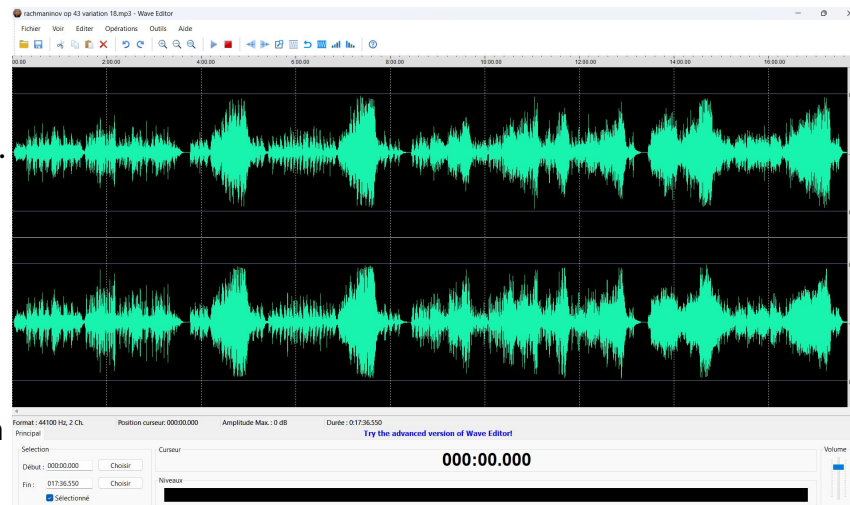 rachmaninov op 43 variation 18.mp3 - Wave Editor
Fichier Voir Editer Opérations Outils Aide
00:00 2:00:00 4:00:00 6:00:00 8:00:00 10:00:00 12:00:00 14:00:00 16:00:00
Format : 44100 Hz, 2 Ch. Position curseur: 000:00.000 Amplitude Max. : 0 dB Durée : 0:17:36.550
Principal Try the advanced version of Wave Editor!
Selection Curseur Volume
Début : 000:00.000 Choisir 000:00.000
Fin : 017:36.550 Choisir Niveaux
Sélectionné